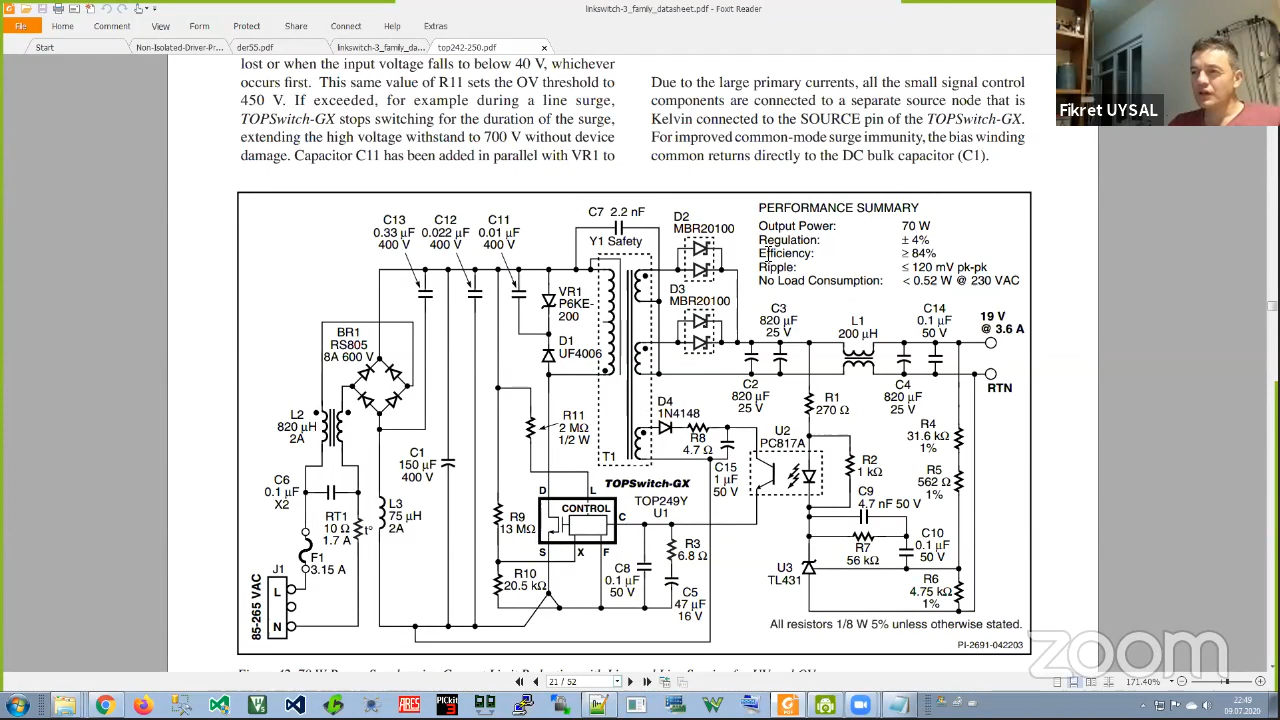 linkswitch-3_family_datasheet.pdf - Foxit Reader
File Home Comment View Form Protect Share Connect Help Extras
Start Non-Isolated-Driver-Pr... der55.pdf linkswitch-3_family_da... top242-250.pdf
lost or when the input voltage falls to below 40 V, whichever
occurs first. This same value of R11 sets the OV threshold to
450 V. If exceeded, for example during a line surge,
TOPSwitch-GX stops switching for the duration of the surge,
extending the high voltage withstand to 700 V without device
damage. Capacitor C11 has been added in parallel with VR1 to
Due to the large primary currents, all the small signal control
components are connected to a separate source node that is
Kelvin connected to the SOURCE pin of the TOPSwitch-GX.
For improved common-mode surge immunity, the bias winding
common returns directly to the DC bulk capacitor (C1).
Fikret UYSAL
PERFORMANCE SUMMARY
Output Power: 70 W
Regulation: ± 4%
Efficiency: ≥ 84%
Ripple: ≤ 120 mV pk-pk
No Load Consumption: < 0.52 W @ 230 VAC
C13
0.33 µF
400 V
C12
0.022 µF
400 V
C11
0.01 µF
400 V
C7 2.2 nF
Y1 Safety
D2
MBR20100
D3
MBR20100
VR1
P6KE-
200
D1
UF4006
BR1
RS805
8A 600 V
C3
820 µF
25 V
L1
200 µH
C14
0.1 µF
50 V
19 V
@ 3.6 A
RTN
C2
820 µF
25 V
C4
820 µF
25 V
L2
820 µH
2A
R11
2 MΩ
1/2 W
D4
1N4148
R8
4.7 Ω
R1
270 Ω
U2
PC817A
R4
31.6 kΩ
1%
C1
150 µF
400 V
T1
C15
1 µF
50 V
R2
1 kΩ
R5
562 Ω
1%
C6
0.1 µF
X2
TOPSwitch-GX
TOP249Y
U1
D L
CONTROL
C
S X F
C9
4.7 nF 50 V
L3
75 µH
2A
RT1
10 Ω
1.7 A
t°
R9
13 MΩ
R3
6.8 Ω
R7
56 kΩ
C10
0.1 µF
50 V
F1
3.15 A
J1
L
N
85-265 VAC
R10
20.5 kΩ
C8
0.1 µF
50 V
C5
47 µF
16 V
U3
TL431
R6
4.75 kΩ
1%
All resistors 1/8 W 5% unless otherwise stated.
PI-2691-042203
zoom
21 / 52
171.40%
ARES
PICkit
3
PDF
22:49
09.07.2020